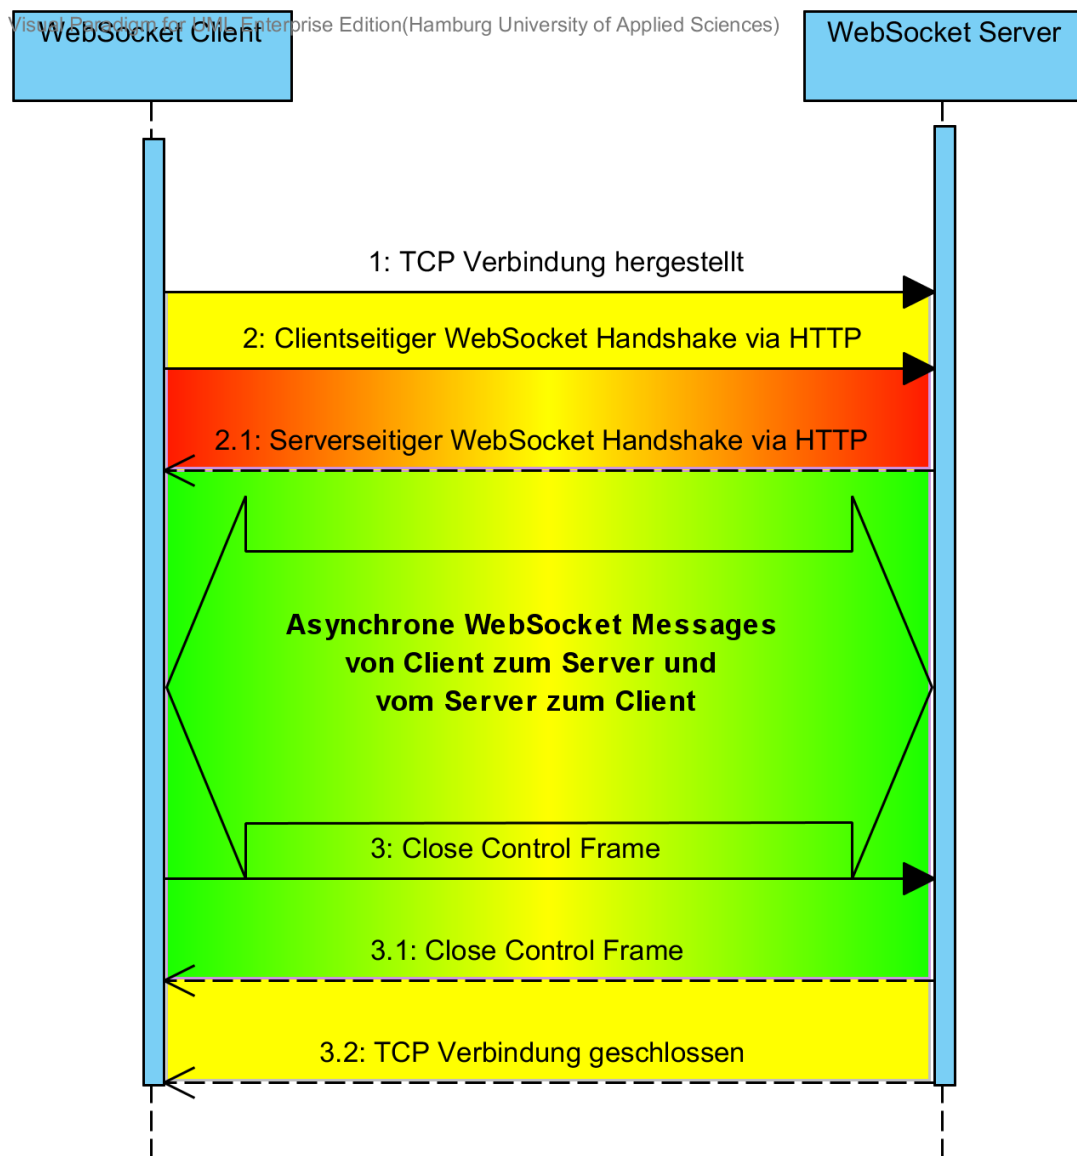 Visual Paradigm for UML Enterprise Edition(Hamburg University of Applied Sciences)
WebSocket Client
WebSocket Server
1: TCP Verbindung hergestellt
2: Clientseitiger WebSocket Handshake via HTTP
2.1: Serverseitiger WebSocket Handshake via HTTP
Asynchrone WebSocket Messages
von Client zum Server und
vom Server zum Client
3: Close Control Frame
3.1: Close Control Frame
3.2: TCP Verbindung geschlossen